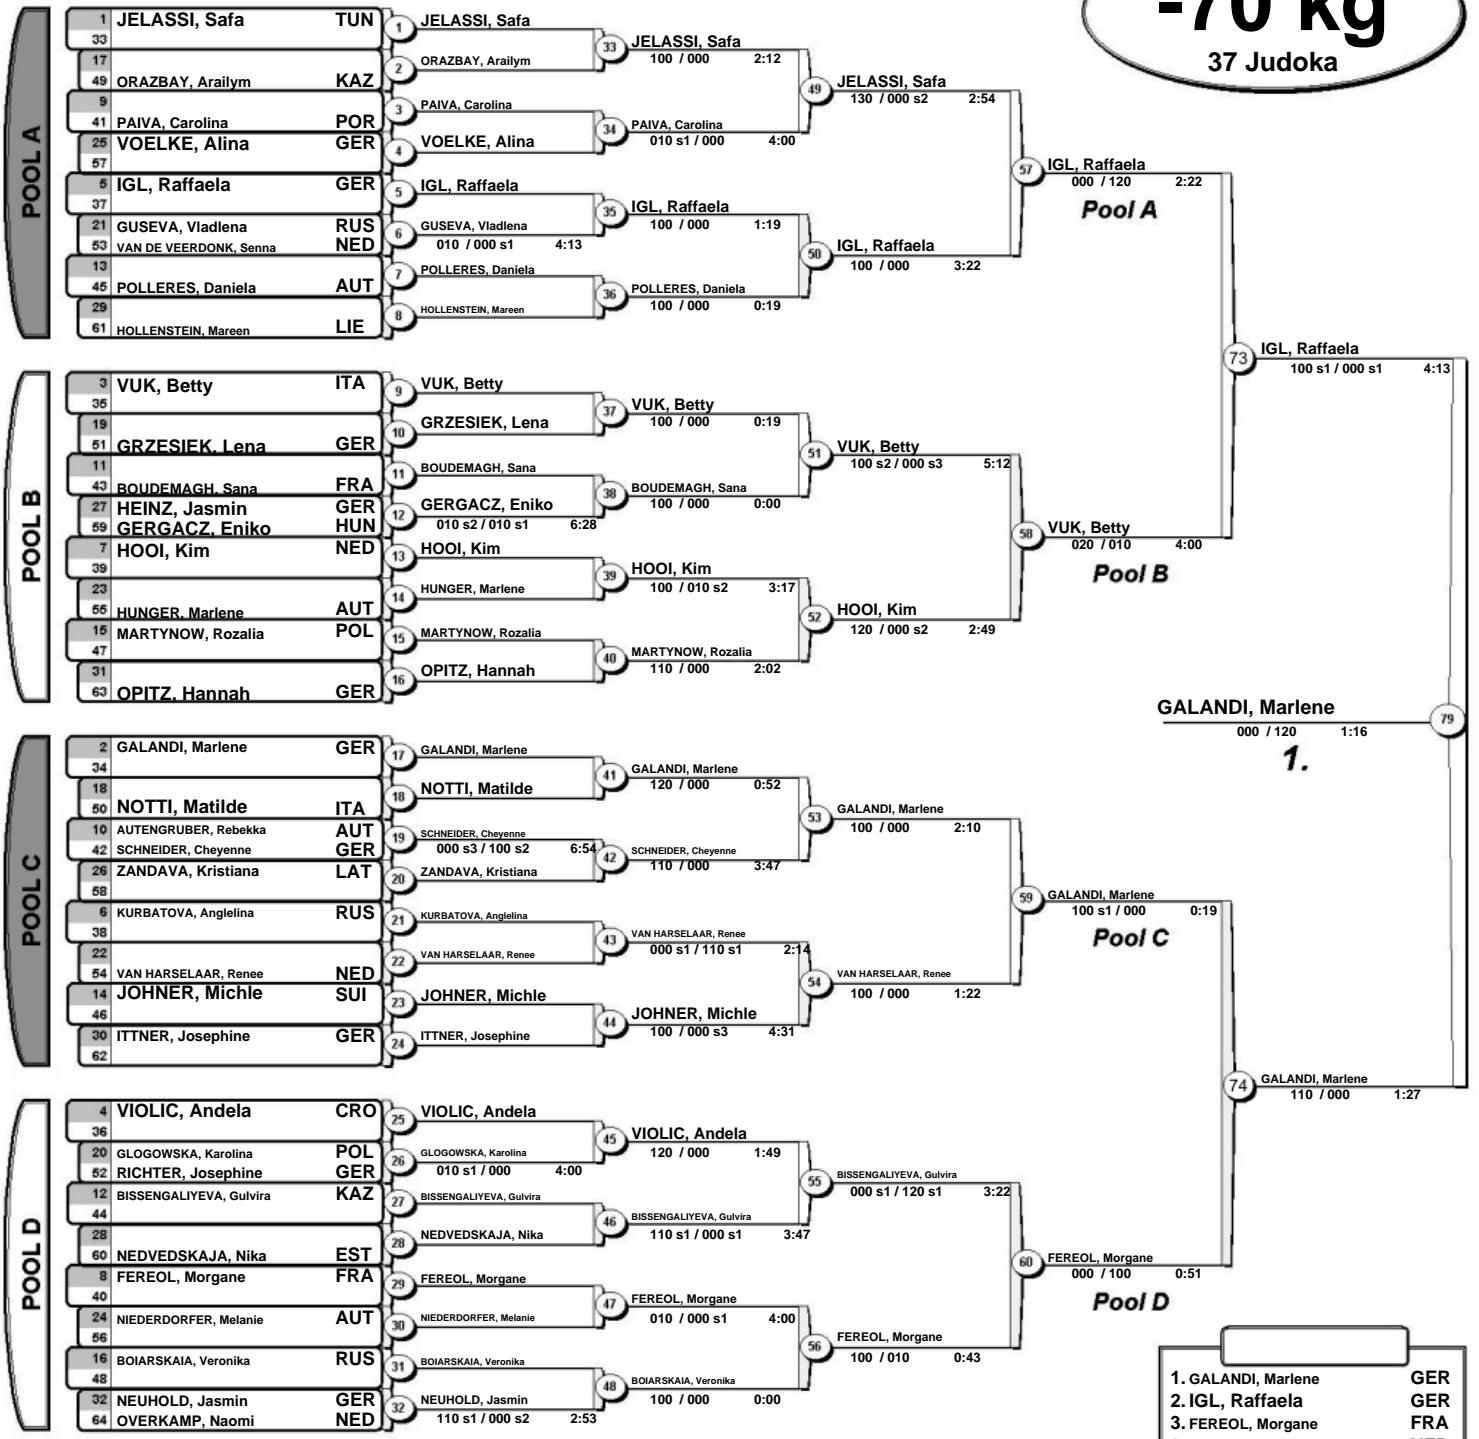 -70 kg
37 Judoka
POOL A
1 JELASSI, Safa TUN
33
17
49 ORAZBAY, Arailym KAZ
9
41 PAIVA, Carolina POR
25 VOELKE, Alina GER
57
5 IGL, Raffaela GER
37
21 GUSEVA, Vladlena RUS
53 VAN DE VEERDONK, Senna NED
13
45 POLLERES, Daniela AUT
29
61 HOLLENSTEIN, Mareen LIE
1 JELASSI, Safa
2 ORAZBAY, Arailym
3 PAIVA, Carolina
4 VOELKE, Alina
5 IGL, Raffaela
6 GUSEVA, Vladlena
010 / 000 s1 4:13
7 POLLERES, Daniela
8 HOLLENSTEIN, Mareen
33 JELASSI, Safa
100 / 000 2:12
34 PAIVA, Carolina
010 s1 / 000 4:00
35 IGL, Raffaela
100 / 000 1:19
36 POLLERES, Daniela
100 / 000 0:19
49 JELASSI, Safa
130 / 000 s2 2:54
50 IGL, Raffaela
100 / 000 3:22
57 IGL, Raffaela
000 / 120 2:22
Pool A
POOL B
3 VUK, Betty ITA
35
19
51 GRZESIEK, Lena GER
11
43 BOUDEMAGH, Sana FRA
27 HEINZ, Jasmin GER
59 GERGACZ, Eniko HUN
7 HOOI, Kim NED
39
23
55 HUNGER, Marlene AUT
15 MARTYNOW, Rozalia POL
47
31
63 OPITZ, Hannah GER
9 VUK, Betty
10 GRZESIEK, Lena
11 BOUDEMAGH, Sana
12 GERGACZ, Eniko
010 s2 / 010 s1 6:28
13 HOOI, Kim
14 HUNGER, Marlene
15 MARTYNOW, Rozalia
16 OPITZ, Hannah
37 VUK, Betty
100 / 000 0:19
38 BOUDEMAGH, Sana
100 / 000 0:00
39 HOOI, Kim
100 / 010 s2 3:17
40 MARTYNOW, Rozalia
110 / 000 2:02
51 VUK, Betty
100 s2 / 000 s3 5:12
52 HOOI, Kim
120 / 000 s2 2:49
58 VUK, Betty
020 / 010 4:00
Pool B
73 IGL, Raffaela
100 s1 / 000 s1 4:13
GALANDI, Marlene 79
000 / 120 1:16
1.
POOL C
2 GALANDI, Marlene GER
34
18
50 NOTTI, Matilde ITA
10 AUTENGRUBER, Rebekka AUT
42 SCHNEIDER, Cheyenne GER
26 ZANDAVA, Kristiana LAT
58
6 KURBATOVA, Anglelina RUS
38
22
54 VAN HARSELAAR, Renee NED
14 JOHNER, Michle SUI
46
30 ITTNER, Josephine GER
62
17 GALANDI, Marlene
18 NOTTI, Matilde
19 SCHNEIDER, Cheyenne
000 s3 / 100 s2 6:54
20 ZANDAVA, Kristiana
21 KURBATOVA, Anglelina
22 VAN HARSELAAR, Renee
23 JOHNER, Michle
24 ITTNER, Josephine
41 GALANDI, Marlene
120 / 000 0:52
42 SCHNEIDER, Cheyenne
110 / 000 3:47
43 VAN HARSELAAR, Renee
000 s1 / 110 s1 2:14
44 JOHNER, Michle
100 / 000 s3 4:31
53 GALANDI, Marlene
100 / 000 2:10
54 VAN HARSELAAR, Renee
100 / 000 1:22
59 GALANDI, Marlene
100 s1 / 000 0:19
Pool C
POOL D
4 VIOLIC, Andela CRO
36
20 GLOGOWSKA, Karolina POL
52 RICHTER, Josephine GER
12 BISSENGALIYEVA, Gulvira KAZ
44
28
60 NEDVEDSKAJA, Nika EST
8 FEREOL, Morgane FRA
40
24 NIEDERDORFER, Melanie AUT
56
16 BOIARSKAIA, Veronika RUS
48
32 NEUHOLD, Jasmin GER
64 OVERKAMP, Naomi NED
25 VIOLIC, Andela
26 GLOGOWSKA, Karolina
010 s1 / 000 4:00
27 BISSENGALIYEVA, Gulvira
28 NEDVEDSKAJA, Nika
29 FEREOL, Morgane
30 NIEDERDORFER, Melanie
31 BOIARSKAIA, Veronika
32 NEUHOLD, Jasmin
110 s1 / 000 s2 2:53
45 VIOLIC, Andela
120 / 000 1:49
46 BISSENGALIYEVA, Gulvira
110 s1 / 000 s1 3:47
47 FEREOL, Morgane
010 / 000 s1 4:00
48 BOIARSKAIA, Veronika
100 / 000 0:00
55 BISSENGALIYEVA, Gulvira
000 s1 / 120 s1 3:22
56 FEREOL, Morgane
100 / 010 0:43
60 FEREOL, Morgane
000 / 100 0:51
Pool D
74 GALANDI, Marlene
110 / 000 1:27
1. GALANDI, Marlene GER
2. IGL, Raffaela GER
3. FEREOL, Morgane FRA